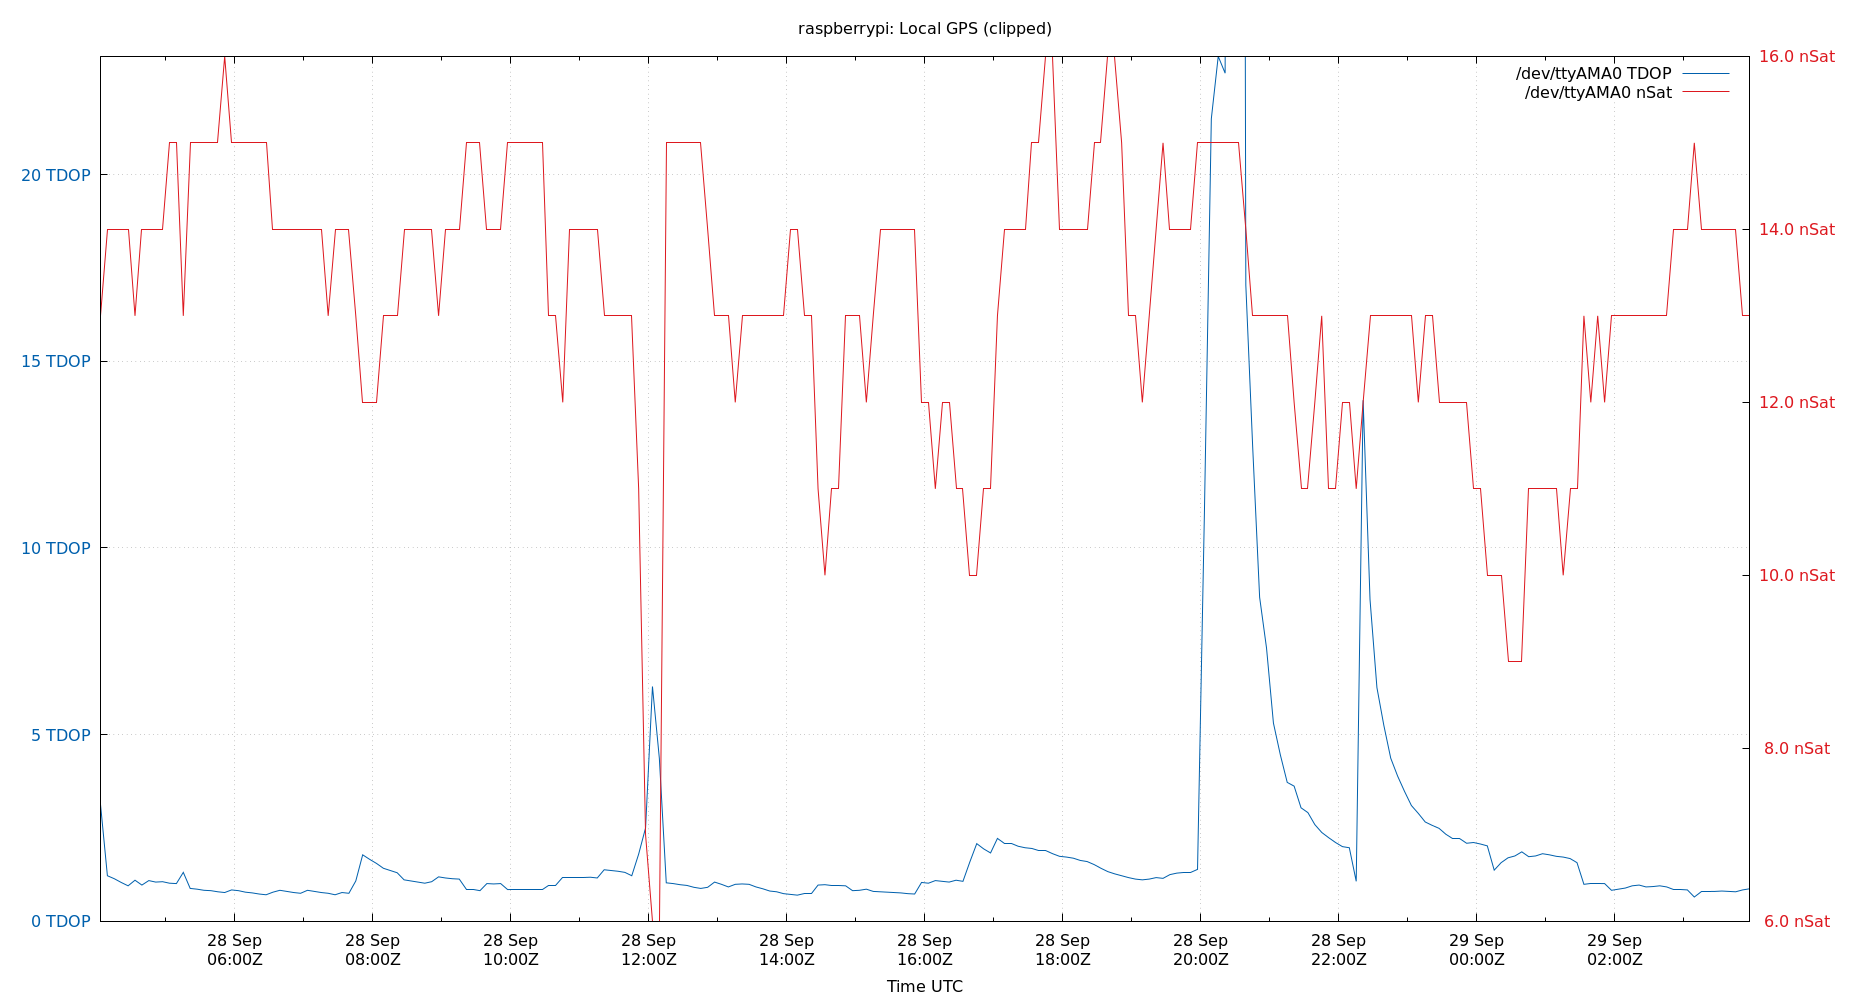 raspberrypi: Local GPS (clipped)
/dev/ttyAMA0 TDOP
/dev/ttyAMA0 nSat
20 TDOP
15 TDOP
10 TDOP
5 TDOP
0 TDOP
16.0 nSat
14.0 nSat
12.0 nSat
10.0 nSat
8.0 nSat
6.0 nSat
28 Sep
06:00Z
28 Sep
08:00Z
28 Sep
10:00Z
28 Sep
12:00Z
28 Sep
14:00Z
28 Sep
16:00Z
28 Sep
18:00Z
28 Sep
20:00Z
28 Sep
22:00Z
29 Sep
00:00Z
29 Sep
02:00Z
Time UTC